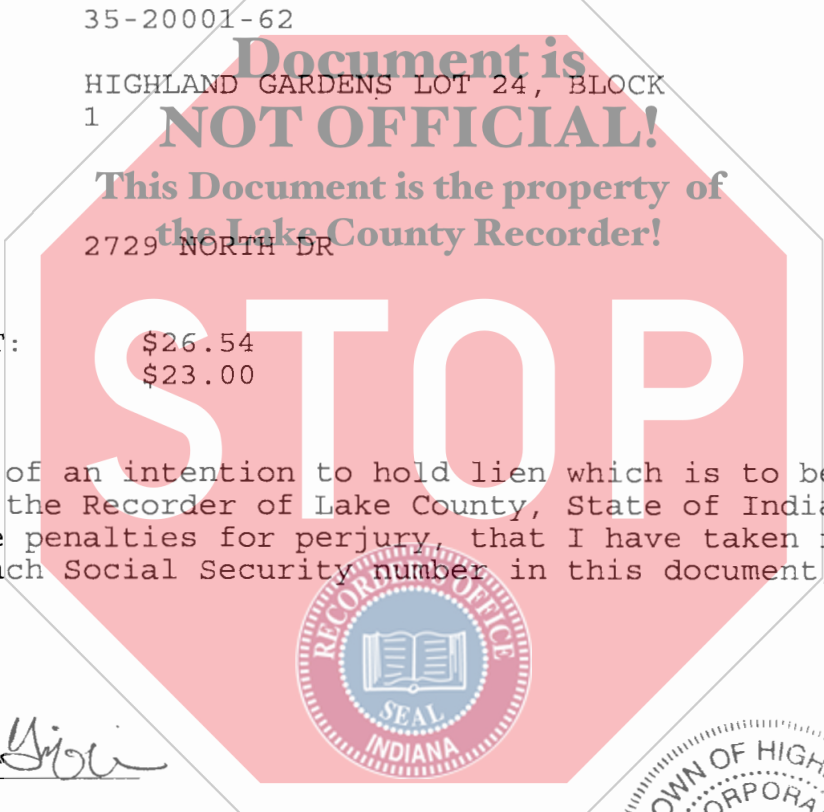 35-20001-62
Document is
HIGHLAND GARDENS LOT 24, BLOCK
1
NOT OFFICIAL!
This Document is the property of
the Lake County Recorder!
2729 NORTH DR
T: $26.54
$23.00
STOP
of an intention to hold lien which is to be
the Recorder of Lake County, State of India
e penalties for perjury, that I have taken r
ach Social Security number in this document
RECORDER'S OFFICE
SEAL
INDIANA
OWN OF HIGH
ORPORA